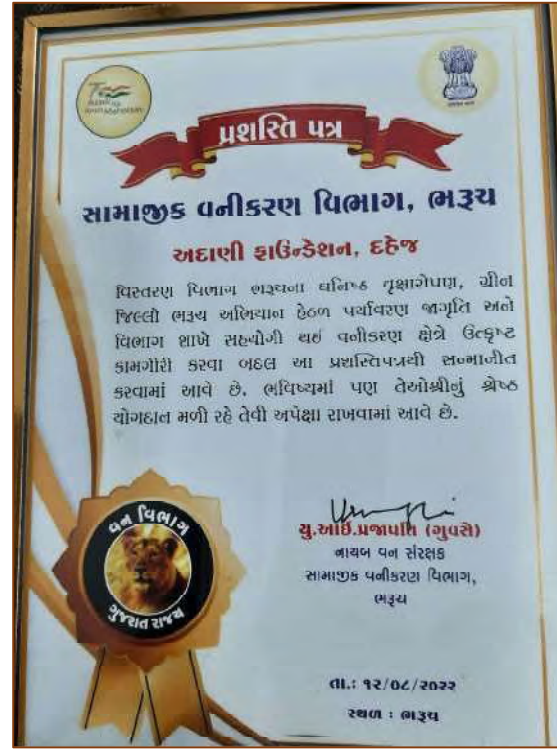 પ્રશસ્તિ પત્ર
સામાજીક વનીકરણ વિભાગ, ભરૂચ
અદાણી ફાઉન્ડેશન, દહેજ
વિસ્તરણ વિભાગ ભરૂચના ઘનિષ્ઠ વૃક્ષારોપણ, ગ્રીન
જિલ્લો ભરૂચ અભિયાન હેઠળ પર્યાવરણ જાગૃતિ અને
વિભાગ સાથે સહયોગી થઇ વનીકરણ ક્ષેત્રે ઉત્કૃષ્ટ
કામગીરી કરવા બદલ આ પ્રશસ્તિપત્રથી સન્માનીત
કરવામાં આવે છે. ભવિષ્યમાં પણ તેઓશ્રીનું શ્રેષ્ઠ
યોગદાન મળી રહે તેવી અપેક્ષા રાખવામાં આવે છે.
વન વિભાગ
ગુજરાત રાજ્ય
યુ.આઈ.પ્રજાપતિ (ગુવસે)
નાયબ વન સંરક્ષક
સામાજીક વનીકરણ વિભાગ,
ભરૂચ
તા.: ૧૨/૦૮/૨૦૨૨
સ્થળ : ભરૂચ